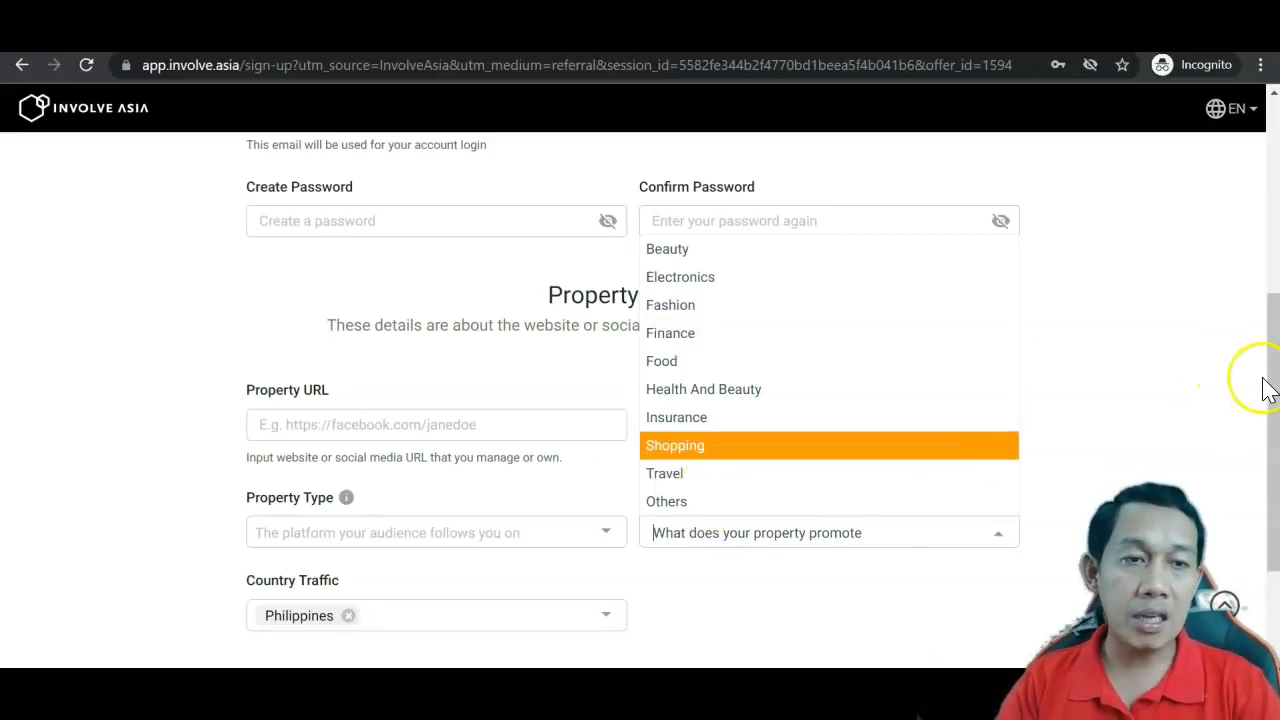 app.involve.asia/sign-up?utm_source=InvolveAsia&utm_medium=referral&session_id=5582fe344b2f4770bd1beea5f4b041b6&offer_id=1594
Incognito
INVOLVE ASIA
EN
This email will be used for your account login
Create Password
Confirm Password
Create a password
Enter your password again
Beauty
Electronics
Fashion
Finance
Food
Health And Beauty
Insurance
Shopping
Travel
Others
Property
These details are about the website or socia
Property URL
E.g. https://facebook.com/janedoe
Input website or social media URL that you manage or own.
Property Type
The platform your audience follows you on
What does your property promote
Country Traffic
Philippines